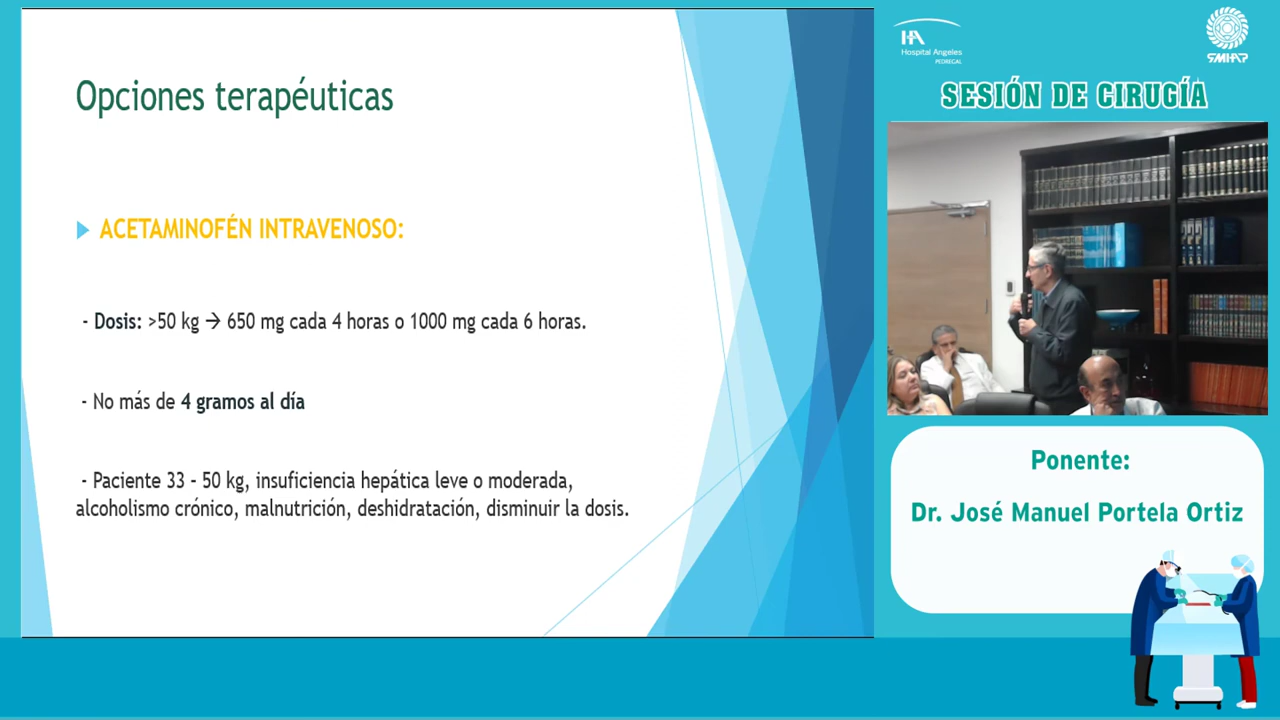 Opciones terapéuticas
ACETAMINOFÉN INTRAVENOSO:
- Dosis: >50 kg → 650 mg cada 4 horas o 1000 mg cada 6 horas.
- No más de 4 gramos al día
- Paciente 33 - 50 kg, insuficiencia hepática leve o moderada,
alcoholismo crónico, malnutrición, deshidratación, disminuir la dosis.
HA
Hospital Angeles
PEDREGAL
SMHAP
SESIÓN DE CIRUGÍA
Ponente:
Dr. José Manuel Portela Ortiz